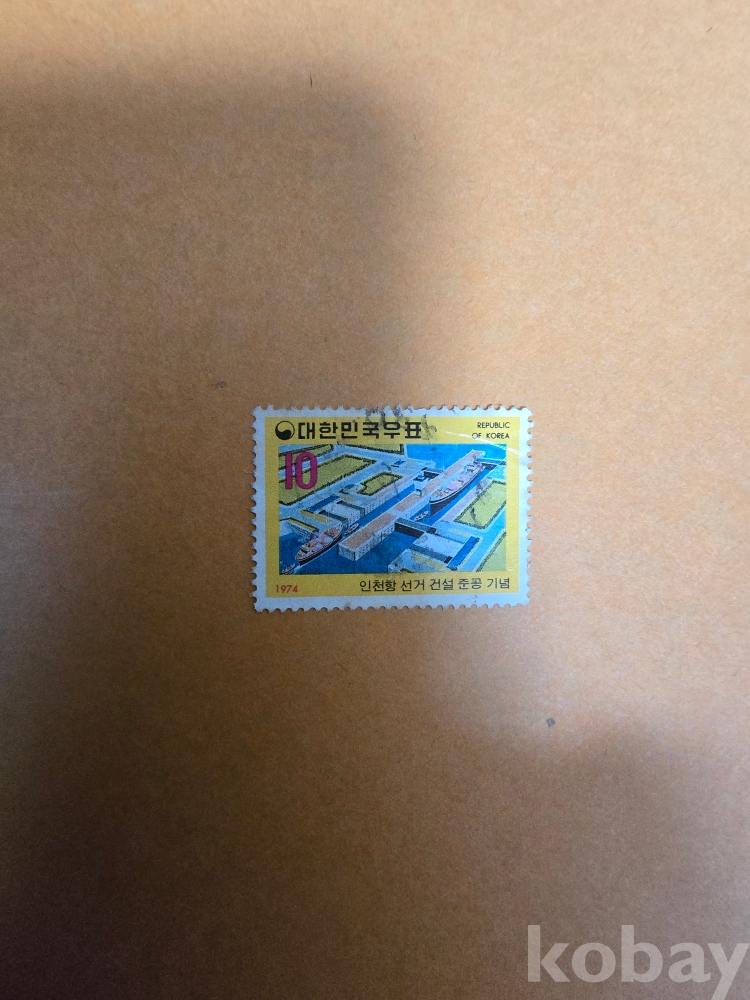 대한민국우표
REPUBLIC
OF KOREA
10
1974
인천항 선거 건설 준공 기념
kobay